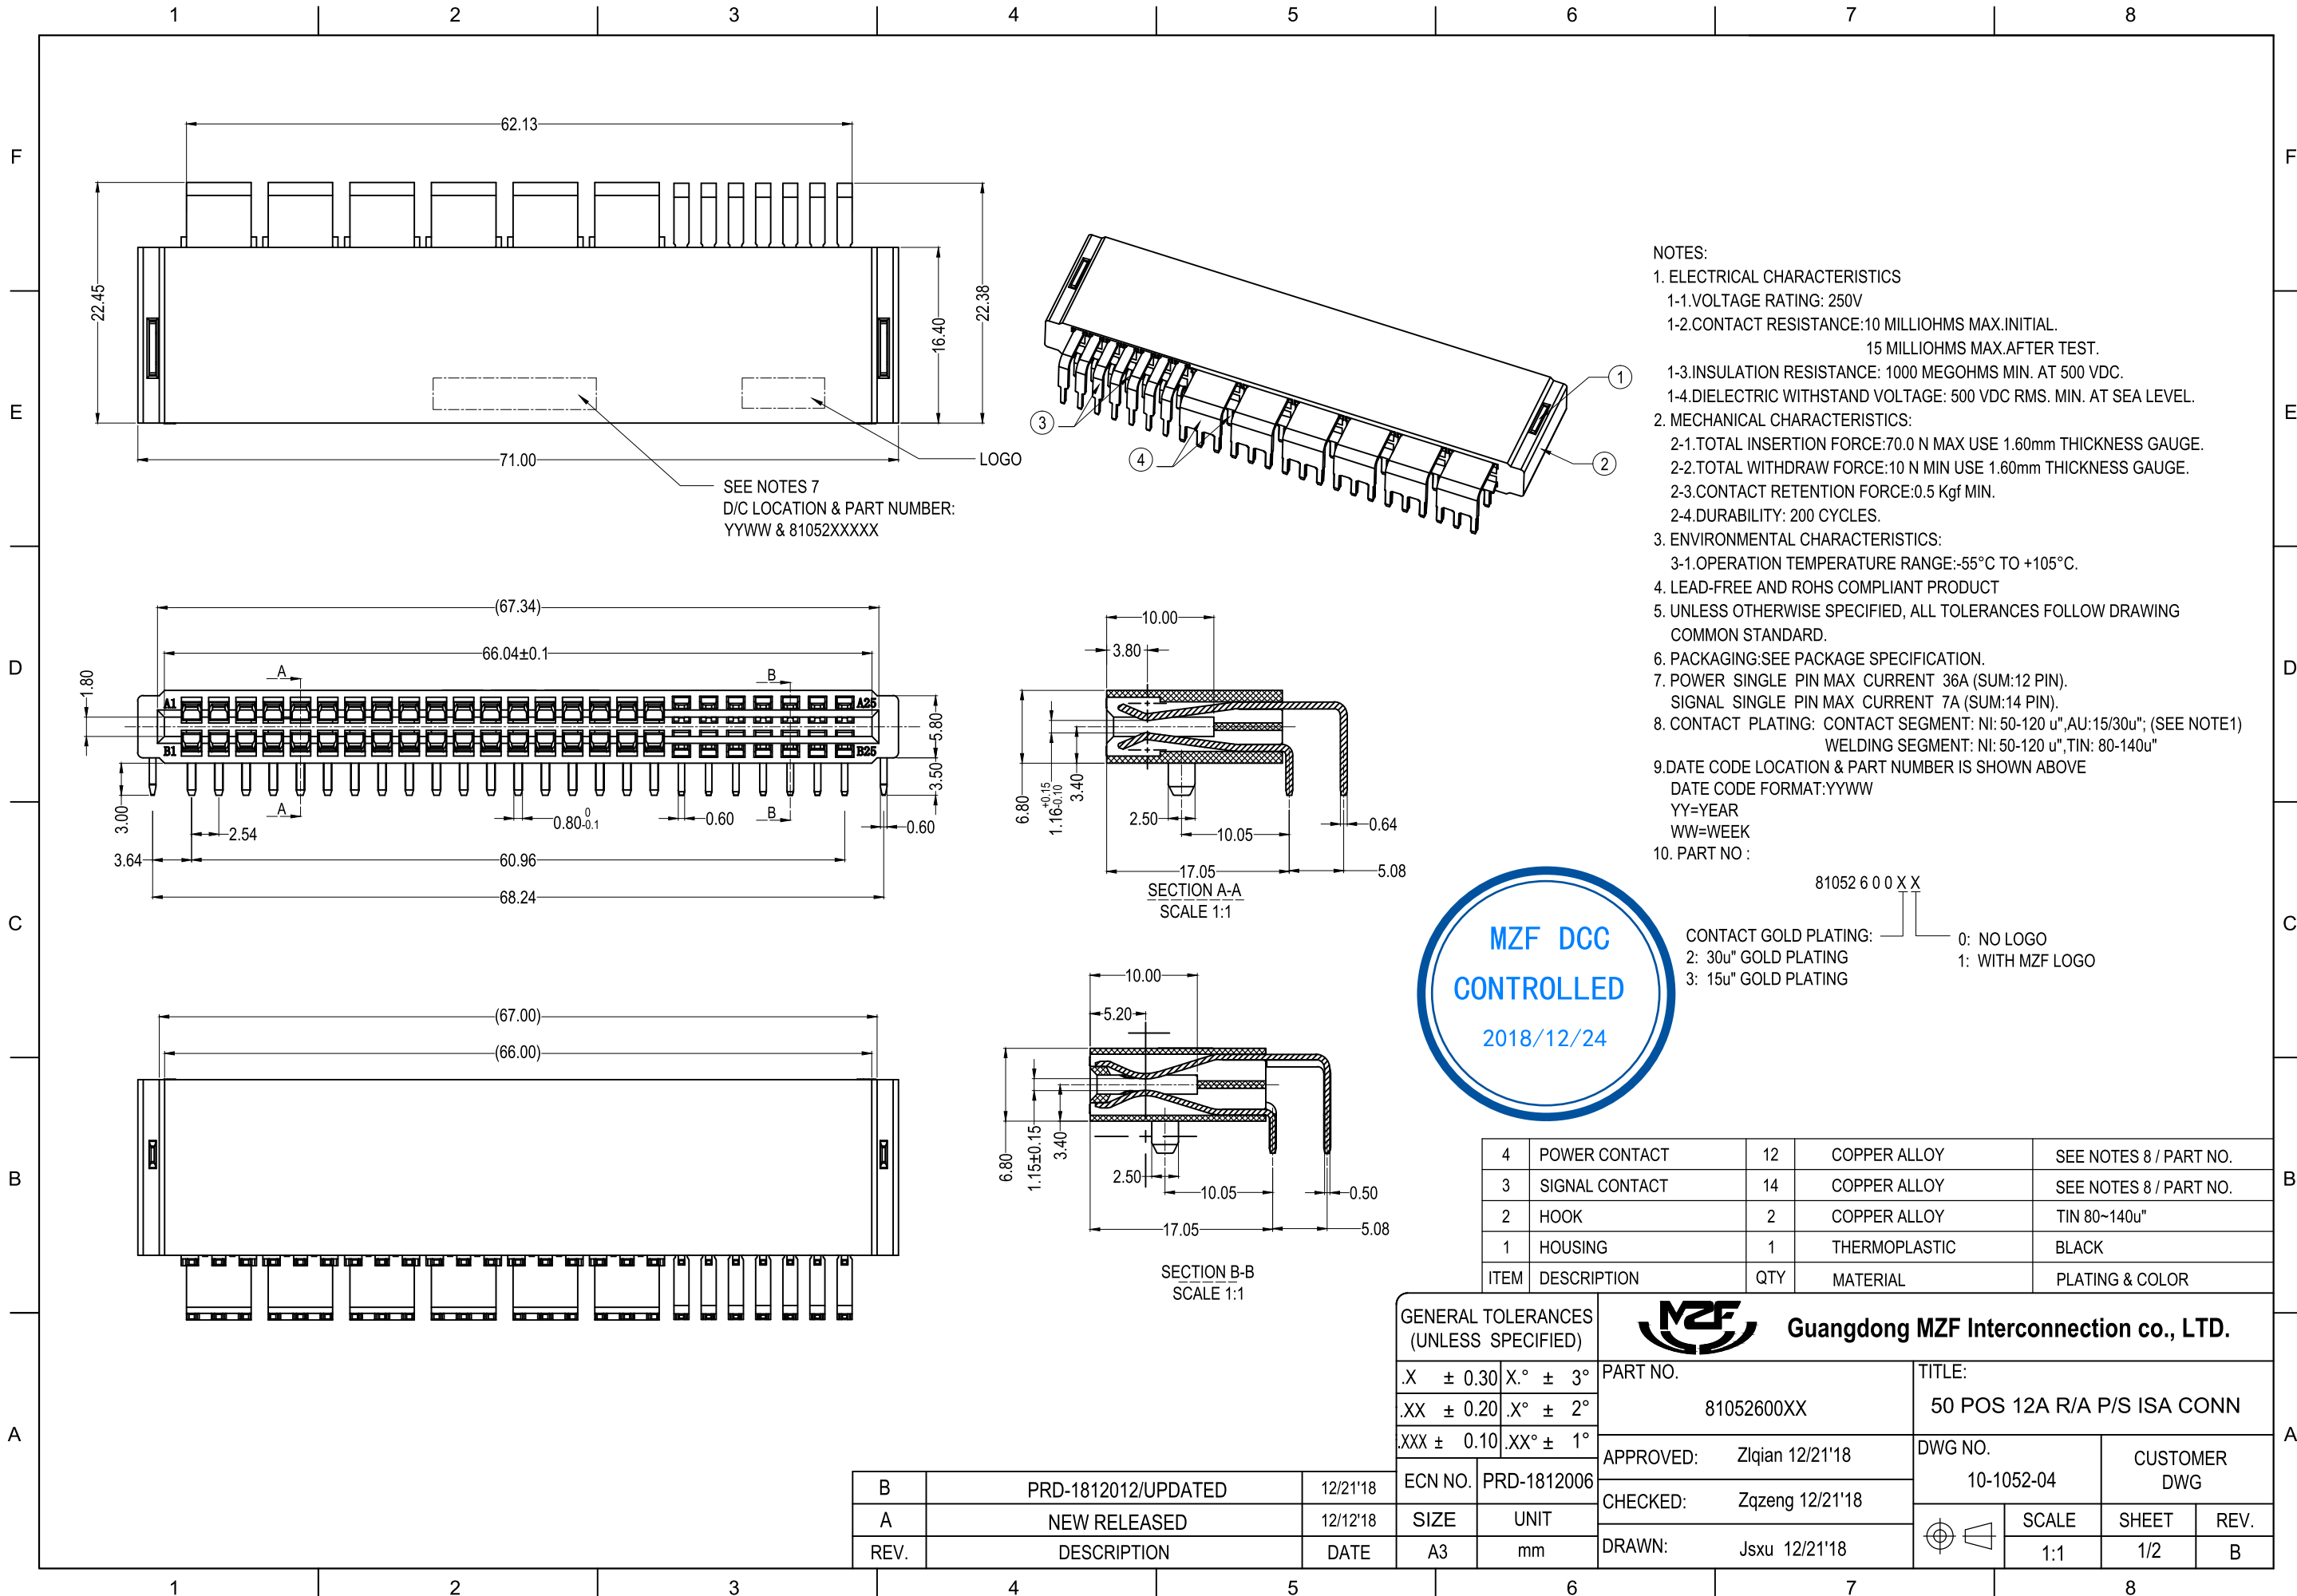 1 2 3 4 5 6 7 8
F
E
D
C
B
A
F
E
D
C
B
A
62.13
22.45
16.40
22.38
71.00
LOGO
SEE NOTES 7
D/C LOCATION & PART NUMBER:
YYWW & 81052XXXXX
1
2
3
4
(67.34)
66.04±0.1
1.80
A
B
A1
A25
B1
B25
5.80
3.50
3.00
A
B
2.54
0.80 0 -0.1
0.60
0.60
3.64
60.96
68.24
10.00
3.80
6.80
1.16 +0.15 -0.10
3.40
2.50
10.05
0.64
17.05
5.08
SECTION A-A
SCALE 1:1
(67.00)
(66.00)
10.00
5.20
6.80
1.15±0.15
3.40
2.50
10.05
0.50
17.05
5.08
SECTION B-B
SCALE 1:1
NOTES:
1. ELECTRICAL CHARACTERISTICS
1-1.VOLTAGE RATING: 250V
1-2.CONTACT RESISTANCE:10 MILLIOHMS MAX.INITIAL.
15 MILLIOHMS MAX.AFTER TEST.
1-3.INSULATION RESISTANCE: 1000 MEGOHMS MIN. AT 500 VDC.
1-4.DIELECTRIC WITHSTAND VOLTAGE: 500 VDC RMS. MIN. AT SEA LEVEL.
2. MECHANICAL CHARACTERISTICS:
2-1.TOTAL INSERTION FORCE:70.0 N MAX USE 1.60mm THICKNESS GAUGE.
2-2.TOTAL WITHDRAW FORCE:10 N MIN USE 1.60mm THICKNESS GAUGE.
2-3.CONTACT RETENTION FORCE:0.5 Kgf MIN.
2-4.DURABILITY: 200 CYCLES.
3. ENVIRONMENTAL CHARACTERISTICS:
3-1.OPERATION TEMPERATURE RANGE:-55°C TO +105°C.
4. LEAD-FREE AND ROHS COMPLIANT PRODUCT
5. UNLESS OTHERWISE SPECIFIED, ALL TOLERANCES FOLLOW DRAWING
COMMON STANDARD.
6. PACKAGING:SEE PACKAGE SPECIFICATION.
7. POWER SINGLE PIN MAX CURRENT 36A (SUM:12 PIN).
SIGNAL SINGLE PIN MAX CURRENT 7A (SUM:14 PIN).
8. CONTACT PLATING: CONTACT SEGMENT: NI: 50-120 u",AU:15/30u"; (SEE NOTE1)
WELDING SEGMENT: NI: 50-120 u",TIN: 80-140u"
9.DATE CODE LOCATION & PART NUMBER IS SHOWN ABOVE
DATE CODE FORMAT:YYWW
YY=YEAR
WW=WEEK
10. PART NO :
81052 6 0 0 X X
CONTACT GOLD PLATING:
2: 30u" GOLD PLATING
3: 15u" GOLD PLATING
0: NO LOGO
1: WITH MZF LOGO
MZF DCC
CONTROLLED
2018/12/24
4 POWER CONTACT 12 COPPER ALLOY SEE NOTES 8 / PART NO.
3 SIGNAL CONTACT 14 COPPER ALLOY SEE NOTES 8 / PART NO.
2 HOOK 2 COPPER ALLOY TIN 80~140u"
1 HOUSING 1 THERMOPLASTIC BLACK
ITEM DESCRIPTION QTY MATERIAL PLATING & COLOR
GENERAL TOLERANCES
(UNLESS SPECIFIED)
.X ± 0.30 X.° ± 3°
.XX ± 0.20 .X° ± 2°
.XXX ± 0.10 .XX° ± 1°
ECN NO. PRD-1812006
SIZE UNIT
A3 mm
MZF
Guangdong MZF Interconnection co., LTD.
PART NO.
81052600XX
TITLE:
50 POS 12A R/A P/S ISA CONN
APPROVED: Zlqian 12/21'18
CHECKED: Zqzeng 12/21'18
DRAWN: Jsxu 12/21'18
DWG NO.
10-1052-04
CUSTOMER
DWG
SCALE SHEET REV.
1:1 1/2 B
B PRD-1812012/UPDATED 12/21'18
A NEW RELEASED 12/12'18
REV. DESCRIPTION DATE
1 2 3 4 5 6 7 8